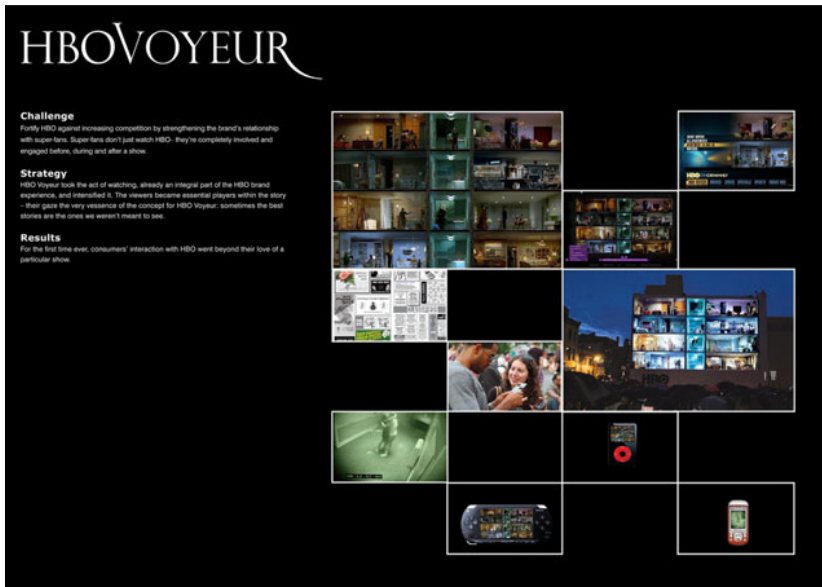 HBOVOYEUR
Challenge
Fortify HBO against increasing competition by strengthening the brand's relationship
with super-fans. Super-fans don't just watch HBO - they're completely involved and
engaged before, during and after a show.
Strategy
HBO Voyeur took the act of watching, already an integral part of the HBO brand
experience, and intensified it. The viewers became essential players within the story
– their gaze the very vessence of the concept for HBO Voyeur: sometimes the best
stories are the ones we weren't meant to see.
Results
For the first time ever, consumers' interaction with HBO went beyond their love of a
particular show.
HBO ON DEMAND
HBO